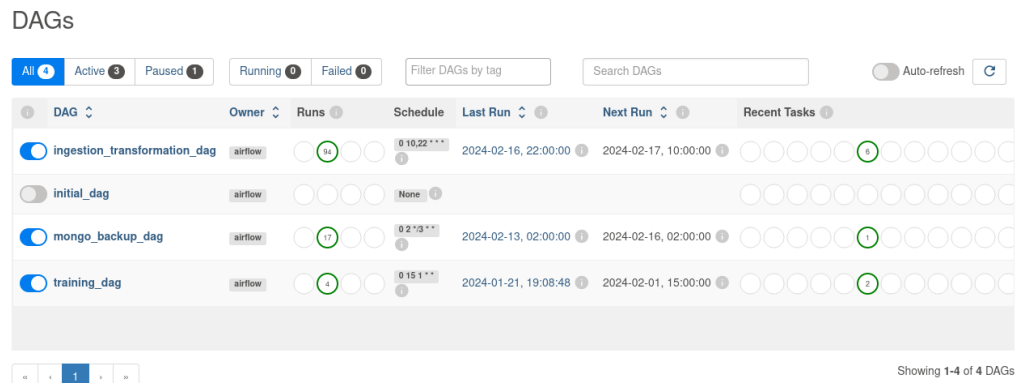 DAGs
All 4 Active 3 Paused 1 Running 0 Failed 0 Filter DAGs by tag Search DAGs Auto-refresh
DAG Owner Runs Schedule Last Run Next Run Recent Tasks
ingestion_transformation_dag airflow 94 0 10,22 * * * 2024-02-16, 22:00:00 2024-02-17, 10:00:00 6
initial_dag airflow None
mongo_backup_dag airflow 17 0 2 */3 * * 2024-02-13, 02:00:00 2024-02-16, 02:00:00 1
training_dag airflow 4 0 15 1 * * 2024-01-21, 19:08:48 2024-02-01, 15:00:00 2
« ‹ 1 › » Showing 1-4 of 4 DAGs